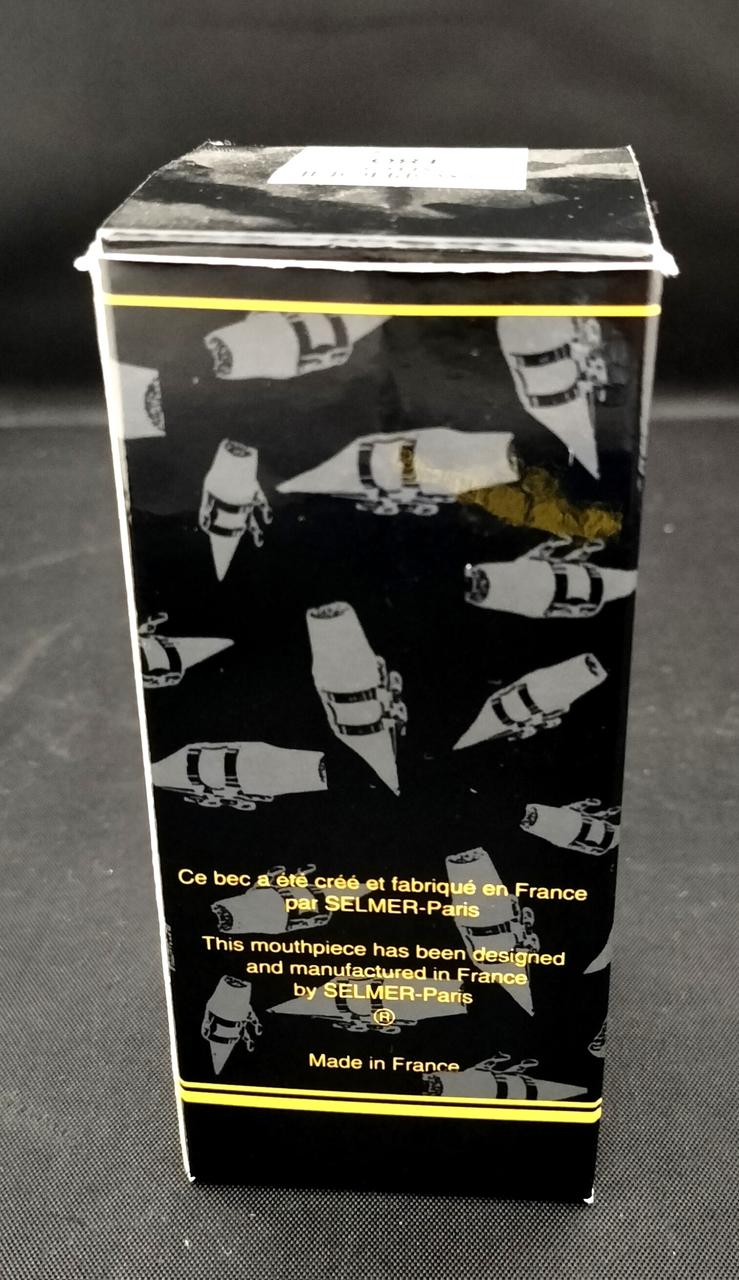 Ce bec a été créé et fabriqué en France
par SELMER-Paris
This mouthpiece has been designed
and manufactured in France
by SELMER-Paris
®
Made in France